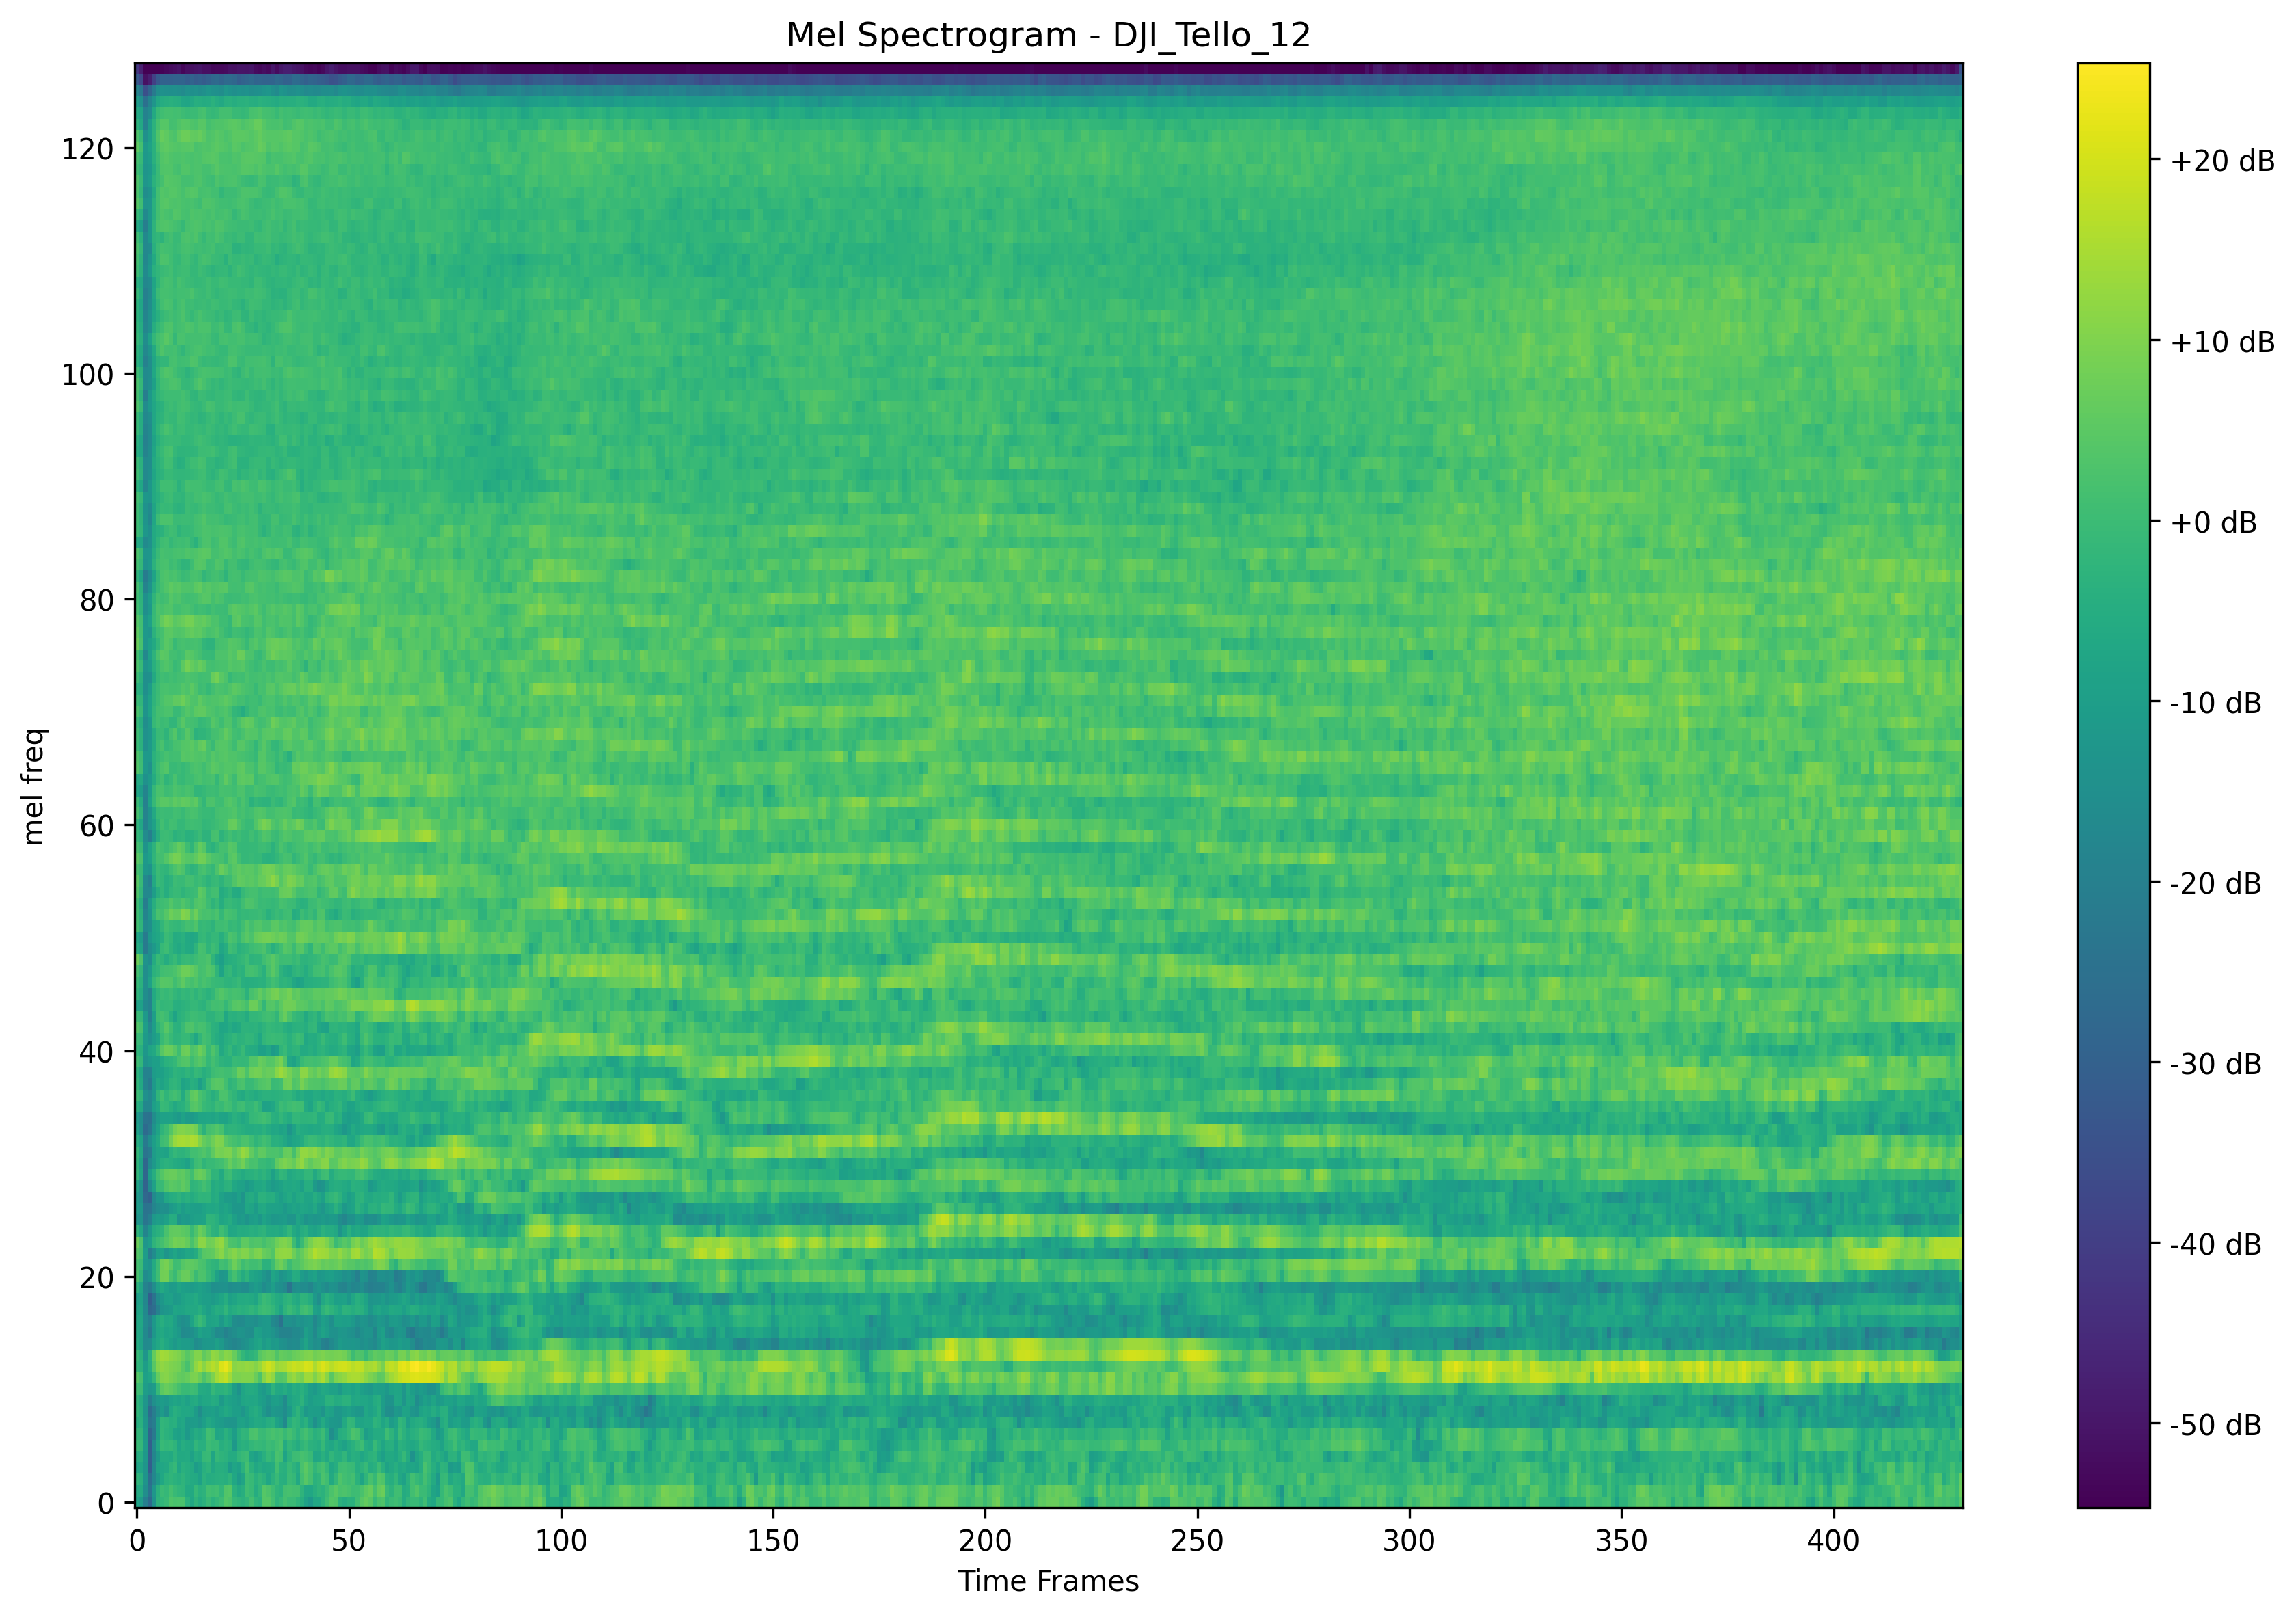 Mel Spectrogram - DJI_Tello_12
mel freq
120
100
80
60
40
20
0
0 50 100 150 200 250 300 350 400
Time Frames
+20 dB
+10 dB
+0 dB
-10 dB
-20 dB
-30 dB
-40 dB
-50 dB